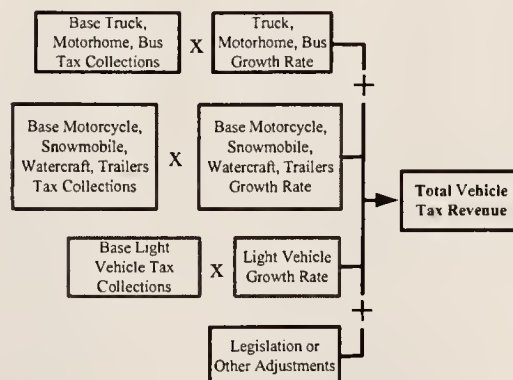 Base Truck,
Motorhome, Bus
Tax Collections
X
Truck,
Motorhome, Bus
Growth Rate
+
Base Motorcycle,
Snowmobile,
Watercraft, Trailers
Tax Collections
X
Base Motorcycle,
Snowmobile,
Watercraft, Trailers
Growth Rate
Total Vehicle
Tax Revenue
Base Light
Vehicle Tax
Collections
X
Light Vehicle
Growth Rate
+
Legislation or
Other Adjustments